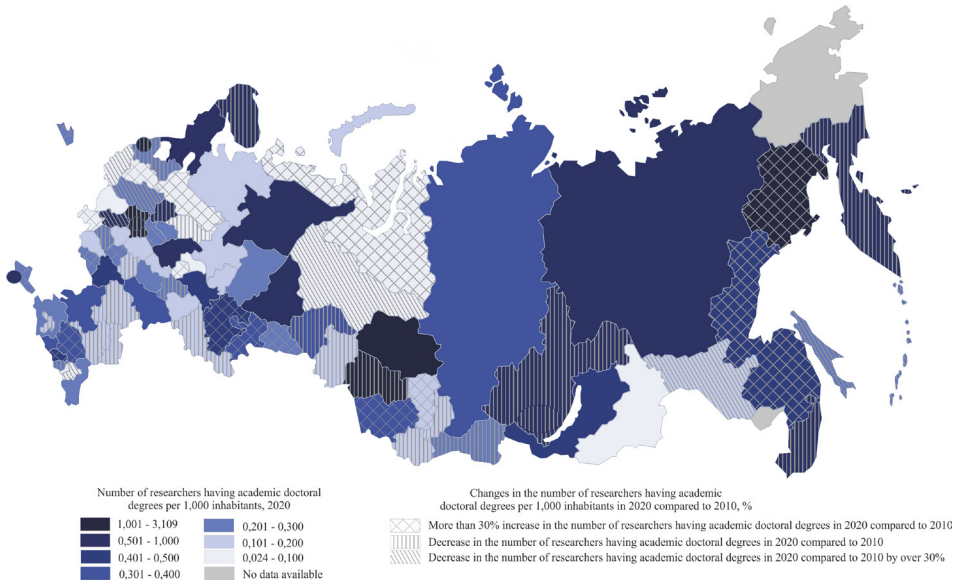 Number of researchers having academic doctoral
degrees per 1,000 inhabitants, 2020
1,001 - 3,109
0,501 - 1,000
0,401 - 0,500
0,301 - 0,400
0,201 - 0,300
0,101 - 0,200
0,024 - 0,100
No data available
Changes in the number of researchers having academic
doctoral degrees per 1,000 inhabitants in 2020 compared to 2010, %
More than 30% increase in the number of researchers having academic doctoral degrees in 2020 compared to 2010
Decrease in the number of researchers having academic doctoral degrees in 2020 compared to 2010
Decrease in the number of researchers having academic doctoral degrees in 2020 compared to 2010 by over 30%